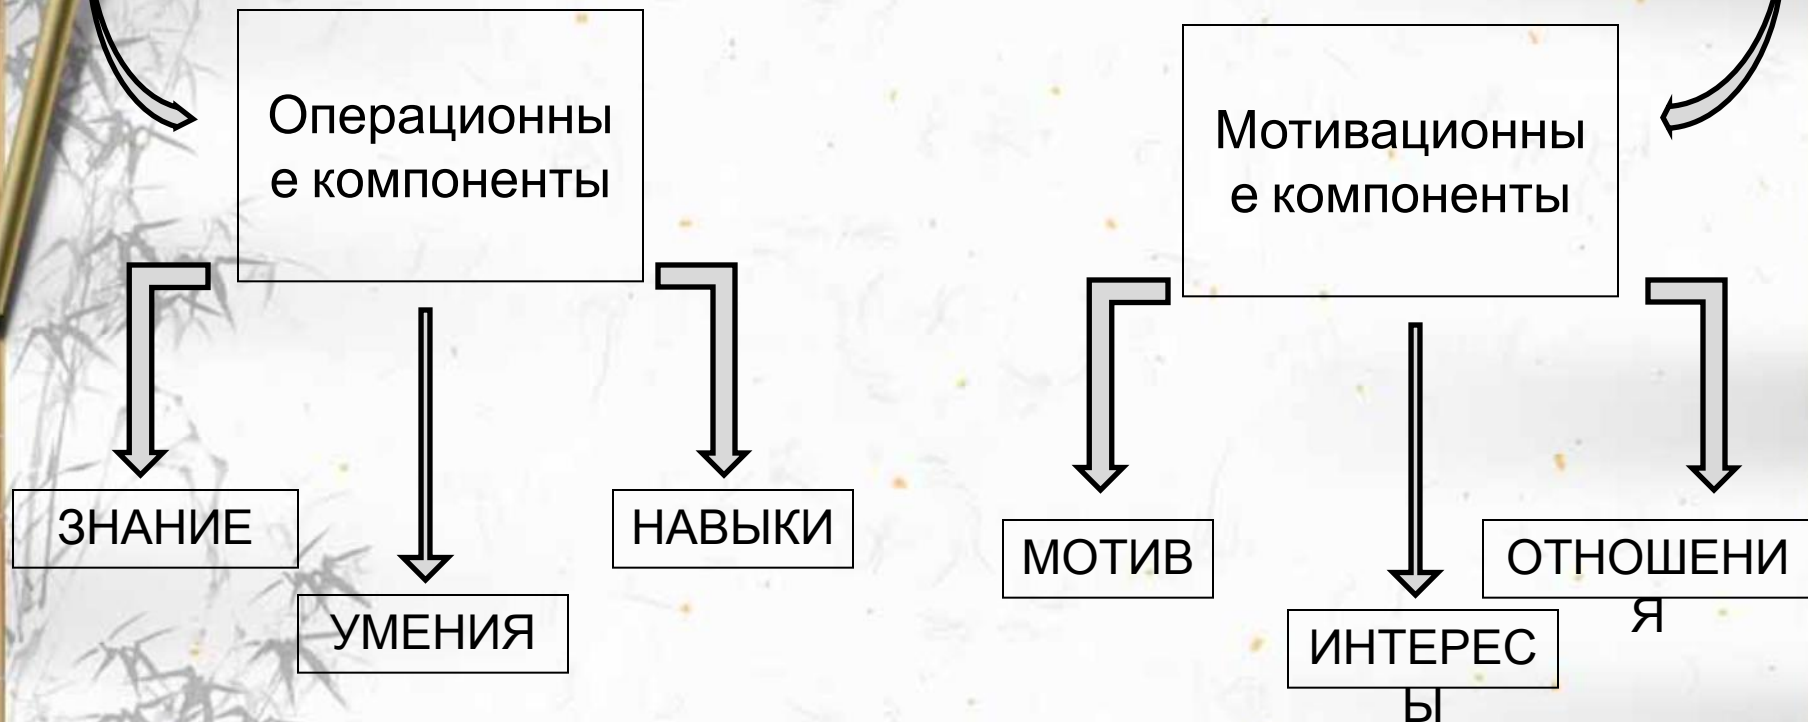 Операционны
е компоненты
Мотивационны
е компоненты
ЗНАНИЕ
УМЕНИЯ
НАВЫКИ
МОТИВ
ИНТЕРЕС
Ы
ОТНОШЕНИ
Я